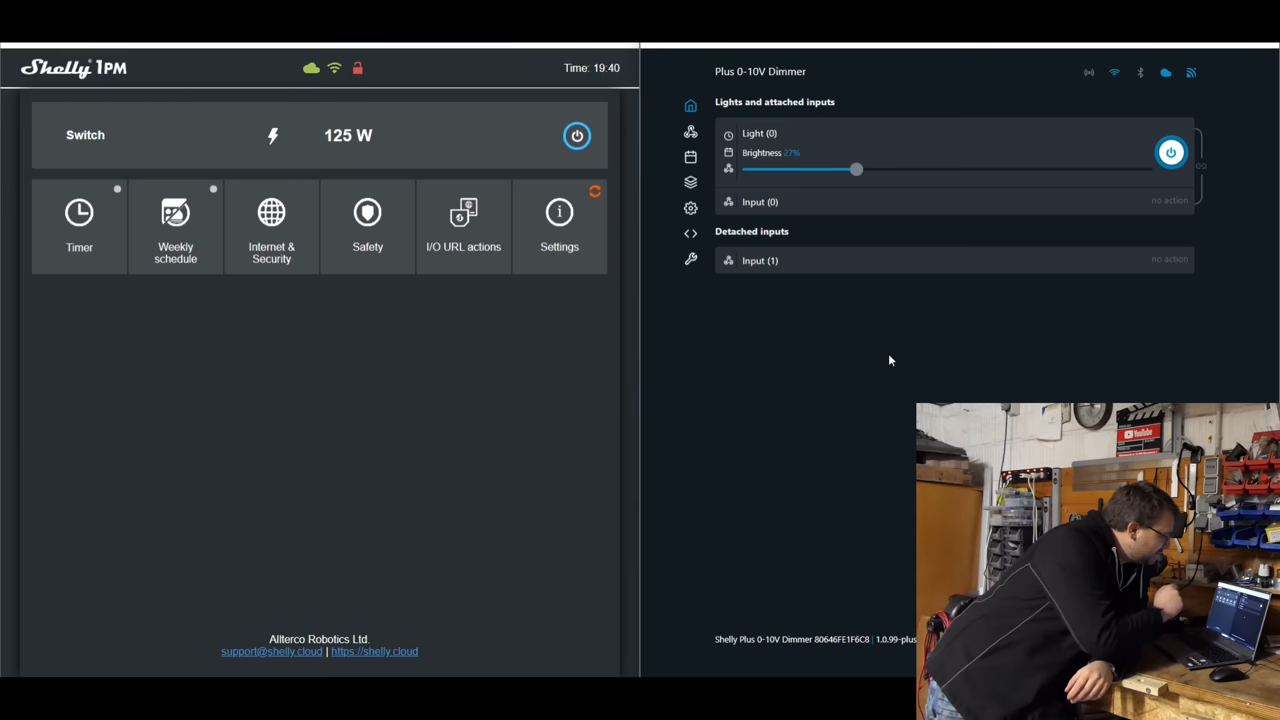 Shelly 1PM
Time: 19:40
Switch
125 W
Timer
Weekly
schedule
Internet &
Security
Safety
I/O URL actions
Settings
Allterco Robotics Ltd.
support@shelly.cloud | https://shelly.cloud
Plus 0-10V Dimmer
Lights and attached inputs
Light (0)
Brightness 27%
Input (0)
no action
Detached inputs
Input (1)
no action
Shelly Plus 0-10V Dimmer 80646FE1F6C8 | 1.0.99-plus
YouTube